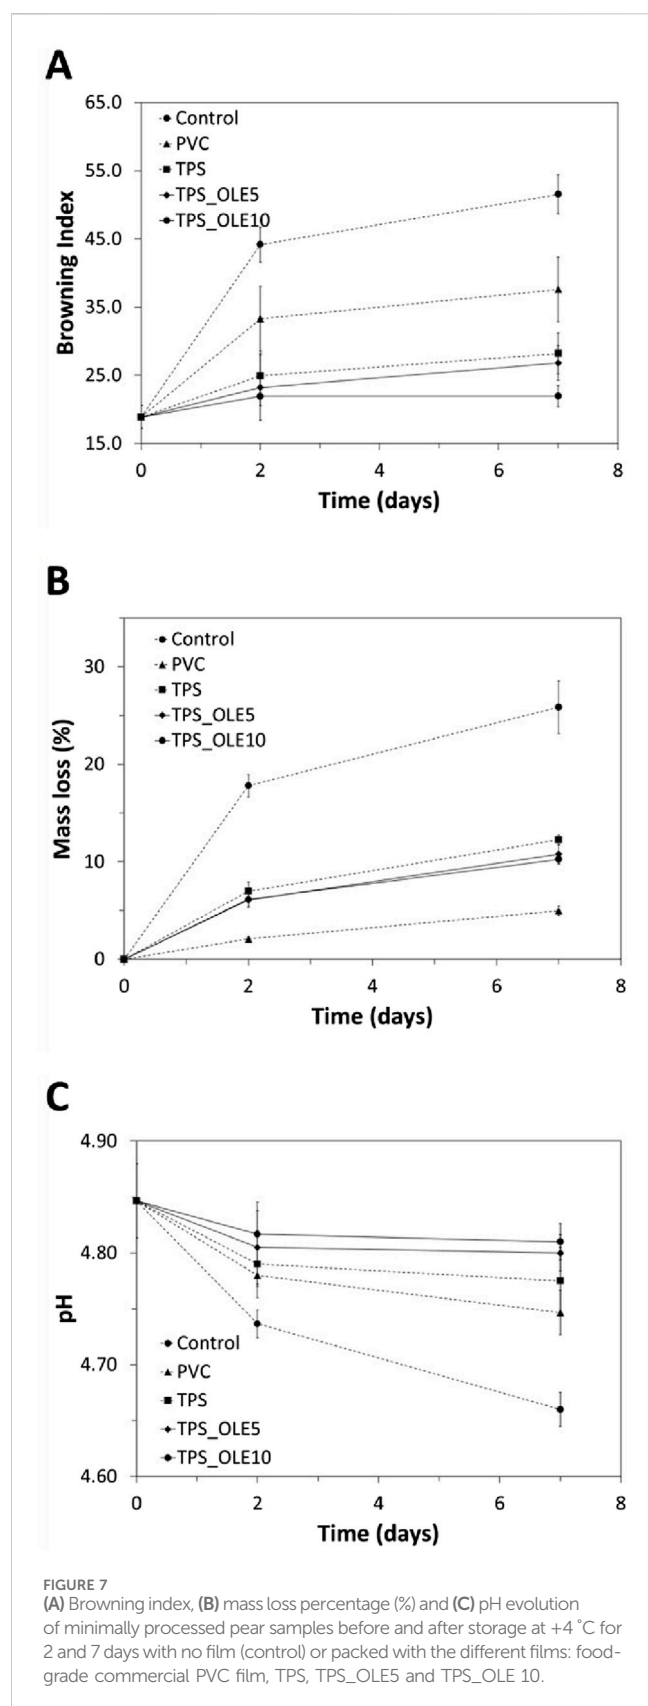 A
65.0
55.0
45.0
35.0
25.0
15.0
Browning Index
Control
PVC
TPS
TPS_OLE5
TPS_OLE10
0
2
4
6
8
Time (days)
B
30
20
10
0
Mass loss (%)
Control
PVC
TPS
TPS_OLE5
TPS_OLE10
0
2
4
6
8
Time (days)
C
4.90
4.80
4.70
4.60
pH
Control
PVC
TPS
TPS_OLE5
TPS_OLE10
0
2
4
6
8
Time (days)
FIGURE 7
(A) Browning index, (B) mass loss percentage (%) and (C) pH evolution
of minimally processed pear samples before and after storage at +4 °C for
2 and 7 days with no film (control) or packed with the different films: food-
grade commercial PVC film, TPS, TPS_OLE5 and TPS_OLE 10.